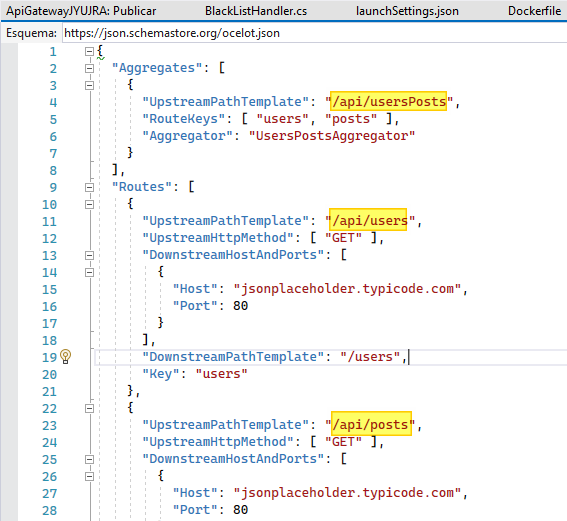 ApiGatewayJYUJRA: Publicar BlackListHandler.cs launchSettings.json Dockerfile
Esquema: https://json.schemastore.org/ocelot.json
1 {
2 "Aggregates": [
3 {
4 "UpstreamPathTemplate": "/api/usersPosts",
5 "RouteKeys": [ "users", "posts" ],
6 "Aggregator": "UsersPostsAggregator"
7 }
8 ],
9 "Routes": [
10 {
11 "UpstreamPathTemplate": "/api/users",
12 "UpstreamHttpMethod": [ "GET" ],
13 "DownstreamHostAndPorts": [
14 {
15 "Host": "jsonplaceholder.typicode.com",
16 "Port": 80
17 }
18 ],
19 "DownstreamPathTemplate": "/users",
20 "Key": "users"
21 },
22 {
23 "UpstreamPathTemplate": "/api/posts",
24 "UpstreamHttpMethod": [ "GET" ],
25 "DownstreamHostAndPorts": [
26 {
27 "Host": "jsonplaceholder.typicode.com",
28 "Port": 80